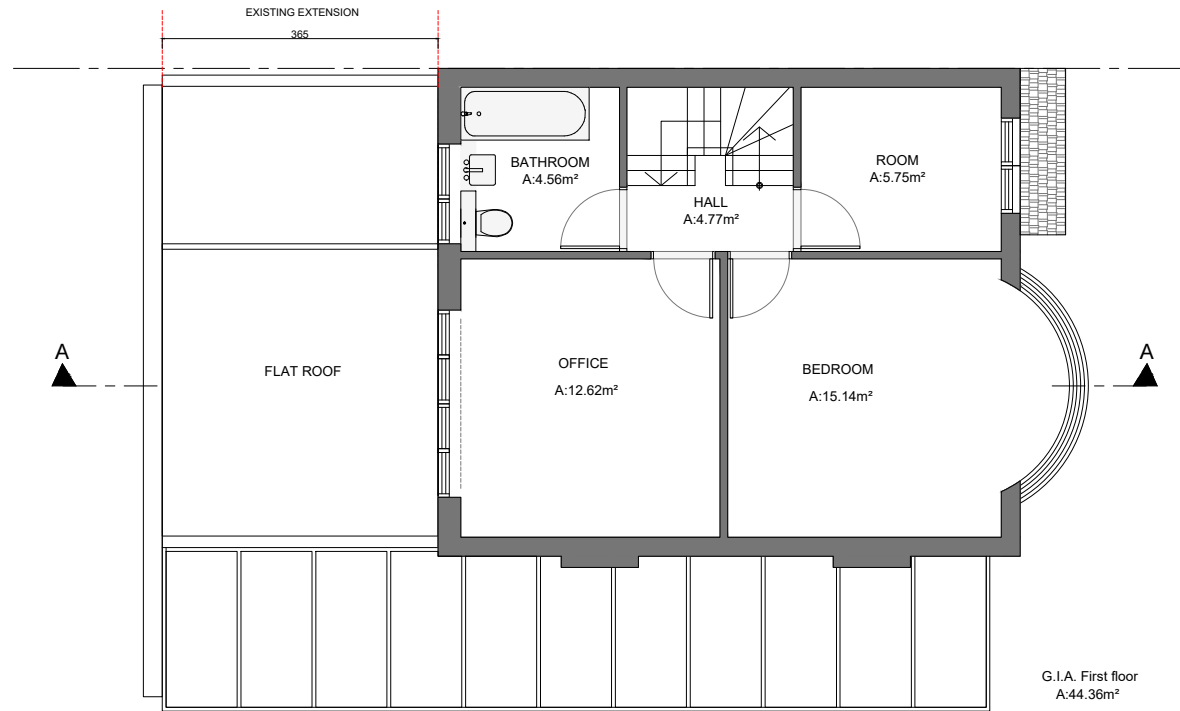 EXISTING EXTENSION
365
BATHROOM
A:4.56m²
ROOM
A:5.75m²
HALL
A:4.77m²
A
A
FLAT ROOF
OFFICE
A:12.62m²
BEDROOM
A:15.14m²
G.I.A. First floor
A:44.36m²